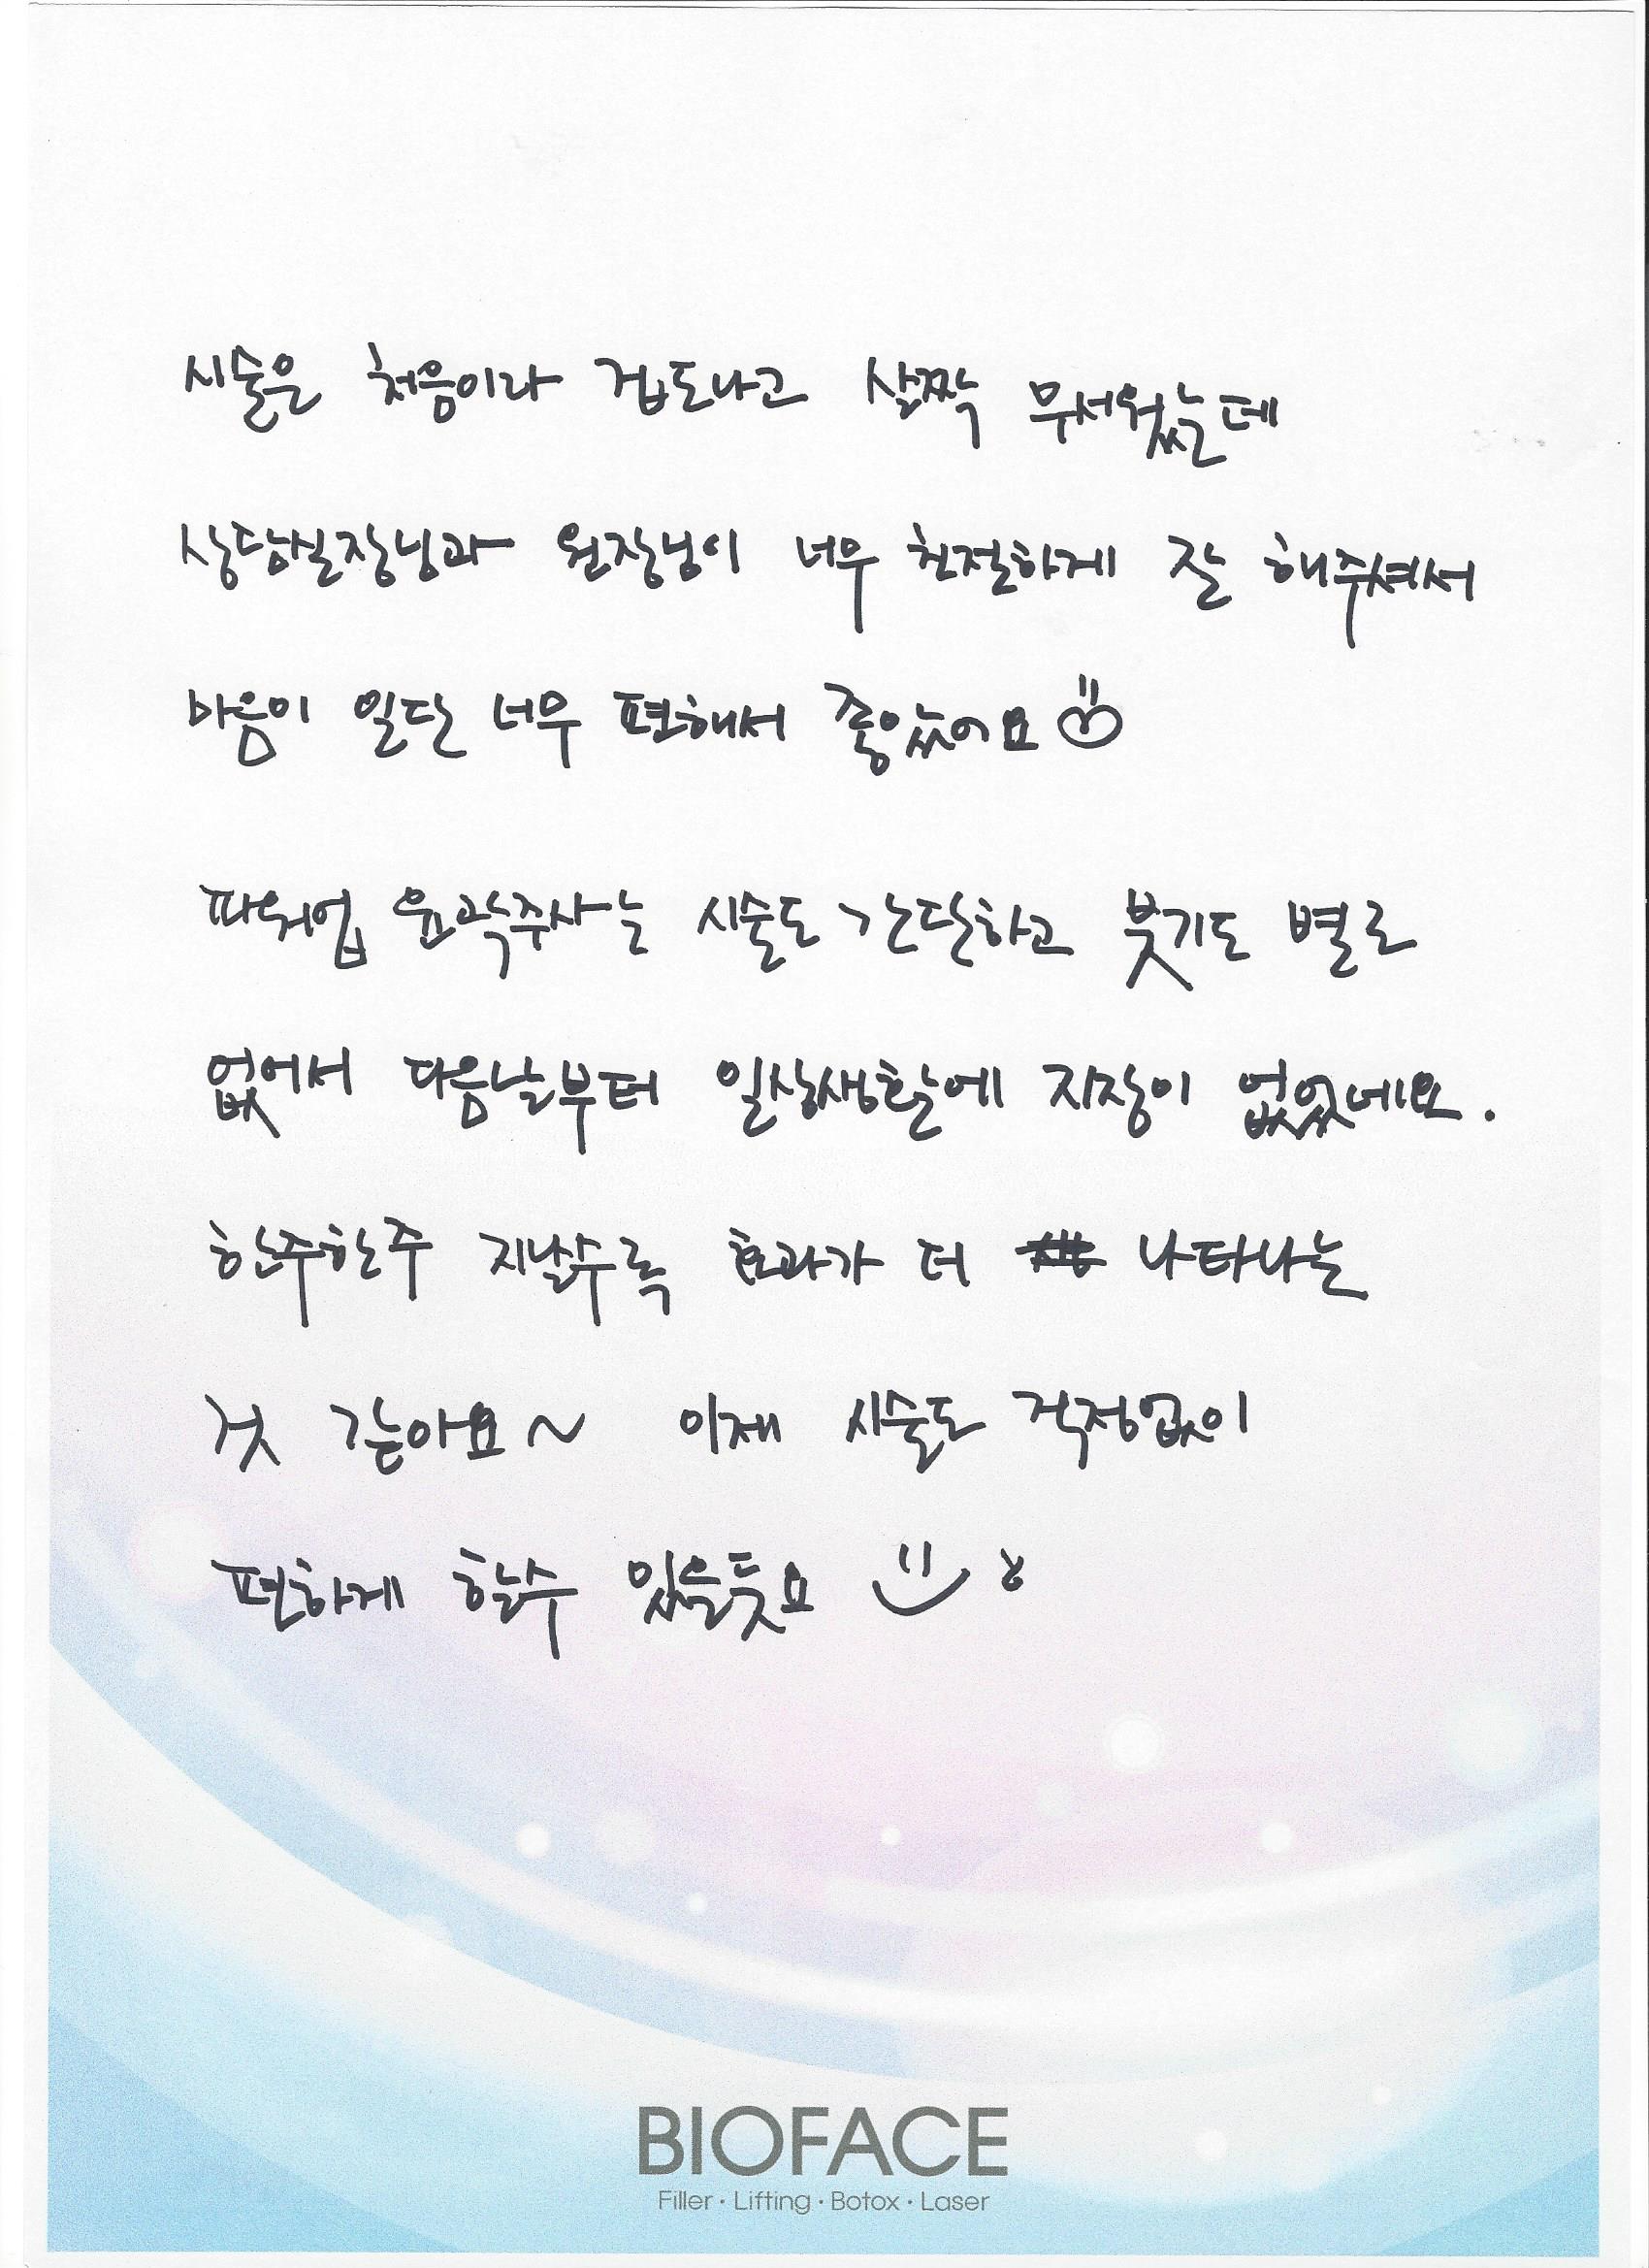 시술은 처음이라 겁도나고 살짝 무서웠는데
상담실장님과 원장님이 너무 친절하게 잘 해주셔서
마음이 일단 너무 편해서 좋았어요
파워업 윤곽주사는 시술도 간단하고 붓기도 별로
없어서 다음날부터 일상생활에 지장이 없었네요.
한주한주 지날수록 효과가 더 나타나는
것 같아요~ 이제 시술도 걱정없이
편하게 할수 있을듯요
BIOFACE
Filler · Lifting · Botox · Laser